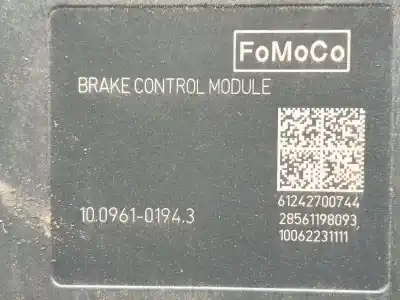 FoMoCo
BRAKE CONTROL MODULE
61242700744
28561198093
10062231111
10.0961-0194.3